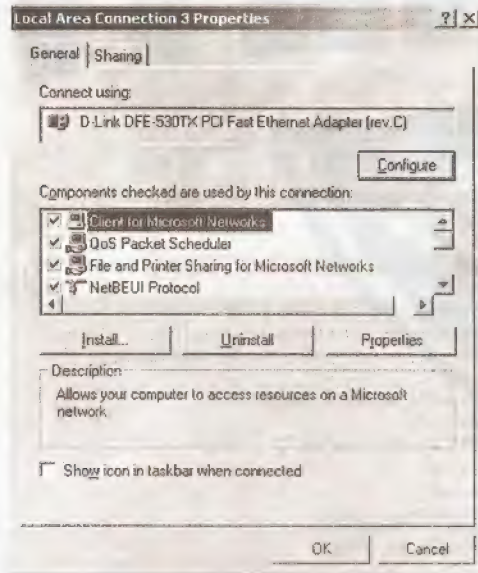 Local Area Connection 3 Properties
General
Sharing
Connect using:
D-Link DFE-530TX PCI Fast Ethernet Adapter (rev.C)
Configure
Components checked are used by this connection:
Client for Microsoft Networks
QoS Packet Scheduler
File and Printer Sharing for Microsoft Networks
NetBEUI Protocol
Install...
Uninstall
Properties
Description
Allows your computer to access resources on a Microsoft
network.
Show icon in taskbar when connected
OK
Cancel